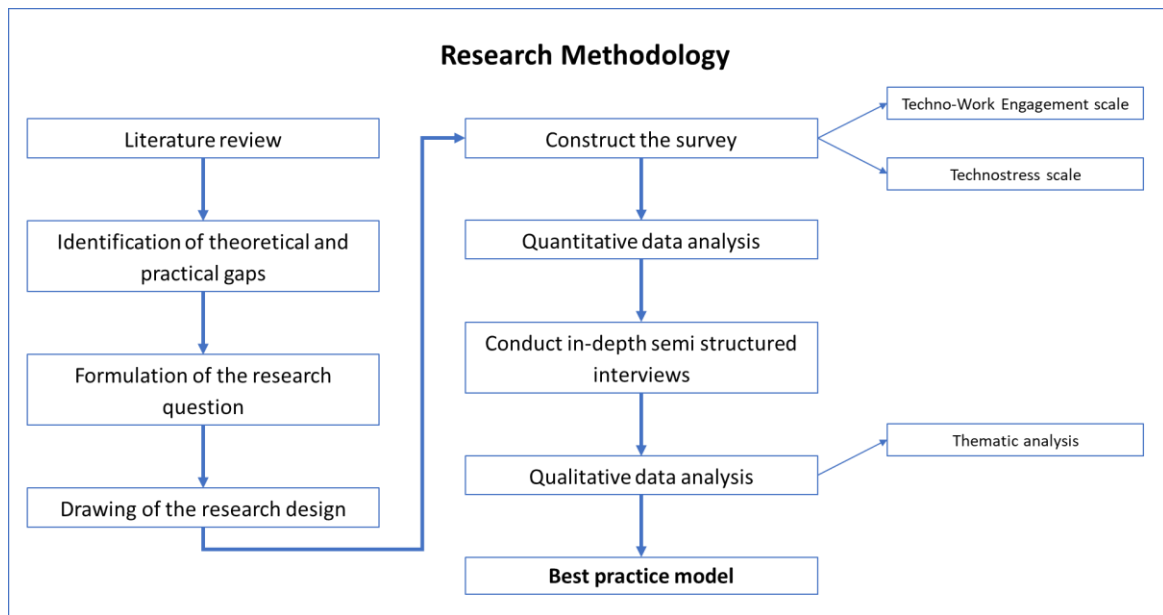 Research Methodology
Literature review
Identification of theoretical and
practical gaps
Formulation of the research
question
Drawing of the research design
Construct the survey
Quantitative data analysis
Conduct in-depth semi structured
interviews
Qualitative data analysis
Best practice model
Techno-Work Engagement scale
Technostress scale
Thematic analysis